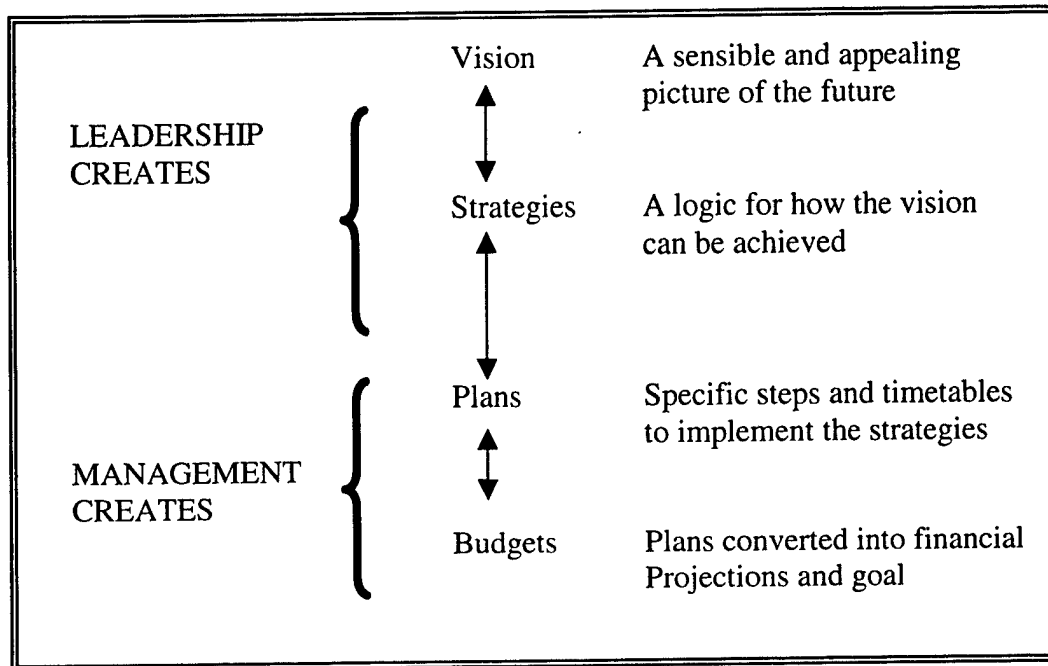 Vision
A sensible and appealing
picture of the future
LEADERSHIP
CREATES
Strategies
A logic for how the vision
can be achieved
Plans
Specific steps and timetables
to implement the strategies
MANAGEMENT
CREATES
Budgets
Plans converted into financial
Projections and goal